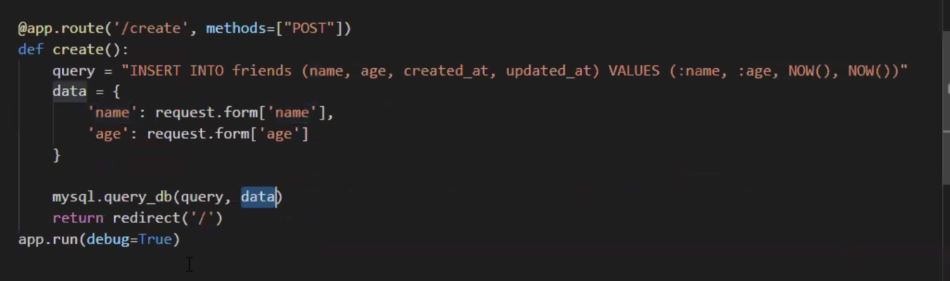 @app.route('/create', methods=["POST"])
def create():
    query = "INSERT INTO friends (name, age, created_at, updated_at) VALUES (:name, :age, NOW(), NOW())"
    data = {
        'name': request.form['name'],
        'age': request.form['age']
    }
    mysql.query_db(query, data)
    return redirect('/')
app.run(debug=True)